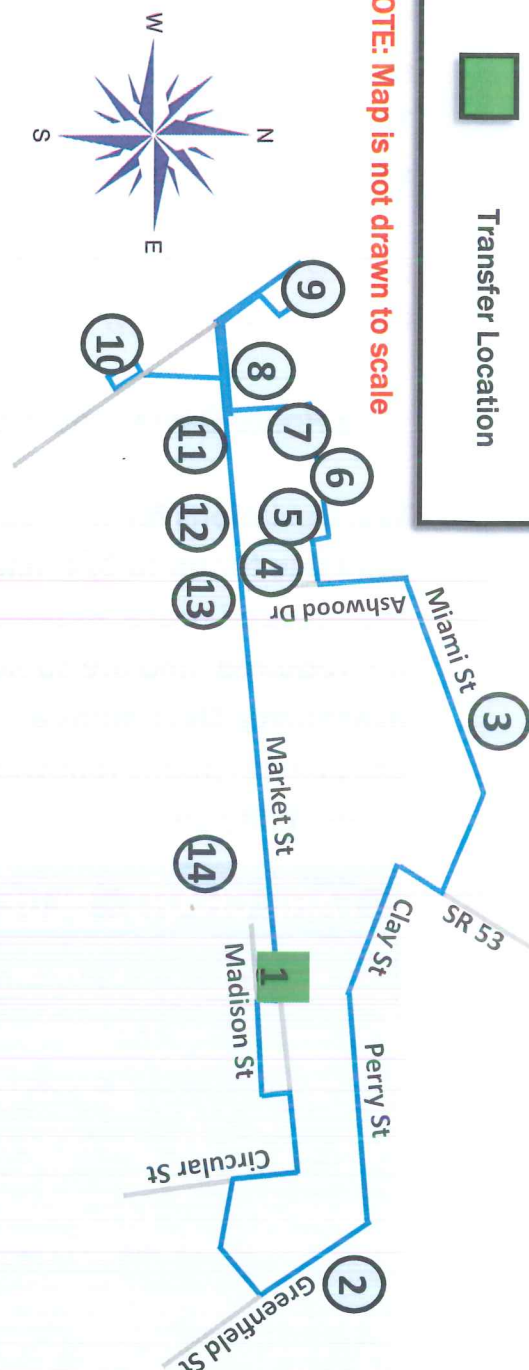 Transfer Location
OTE: Map is not drawn to scale
N
W
E
S
9
10
8
7
6
5
4
11
12
13
Ashwood Dr
Miami St
3
Market St
14
SR 53
Clay St
1
Madison St
Perry St
Circular St
2
Greenfield St